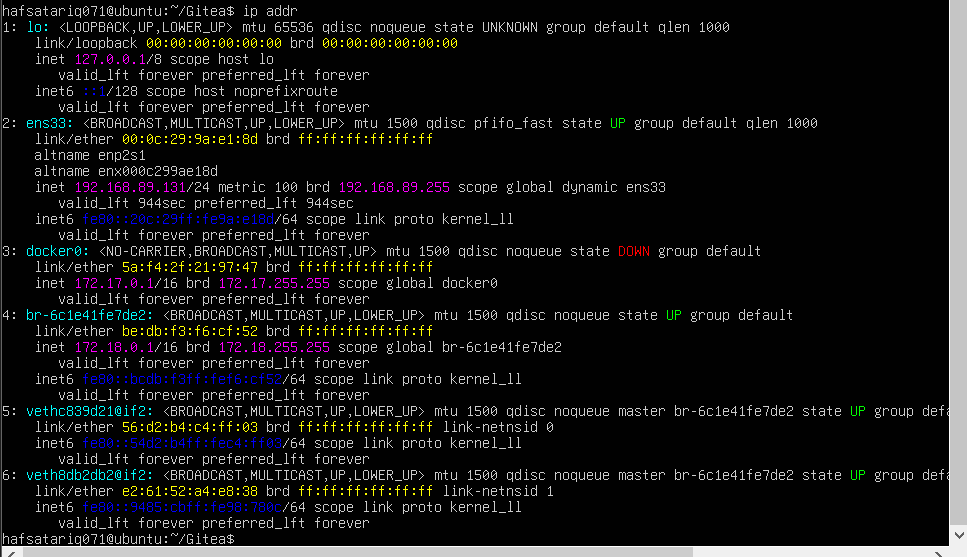 hafsatariq071@ubuntu:~/Gitea$ ip addr
1: lo: <LOOPBACK,UP,LOWER_UP> mtu 65536 qdisc noqueue state UNKNOWN group default qlen 1000
link/loopback 00:00:00:00:00:00 brd 00:00:00:00:00:00
inet 127.0.0.1/8 scope host lo
valid_lft forever preferred_lft forever
inet6 ::1/128 scope host noprefixroute
valid_lft forever preferred_lft forever
2: ens33: <BROADCAST,MULTICAST,UP,LOWER_UP> mtu 1500 qdisc pfifo_fast state UP group default qlen 1000
link/ether 00:0c:29:9a:e1:8d brd ff:ff:ff:ff:ff:ff
altname enp2s1
altname enx000c299ae18d
inet 192.168.89.131/24 metric 100 brd 192.168.89.255 scope global dynamic ens33
valid_lft 944sec preferred_lft 944sec
inet6 fe80::20c:29ff:fe9a:e18d/64 scope link proto kernel_ll
valid_lft forever preferred_lft forever
3: docker0: <NO-CARRIER,BROADCAST,MULTICAST,UP> mtu 1500 qdisc noqueue state DOWN group default
link/ether 5a:f4:2f:21:97:47 brd ff:ff:ff:ff:ff:ff
inet 172.17.0.1/16 brd 172.17.255.255 scope global docker0
valid_lft forever preferred_lft forever
4: br-6c1e41fe7de2: <BROADCAST,MULTICAST,UP,LOWER_UP> mtu 1500 qdisc noqueue state UP group default
link/ether be:db:f3:f6:cf:52 brd ff:ff:ff:ff:ff:ff
inet 172.18.0.1/16 brd 172.18.255.255 scope global br-6c1e41fe7de2
valid_lft forever preferred_lft forever
inet6 fe80::bcdb:f3ff:fef6:cf52/64 scope link proto kernel_ll
valid_lft forever preferred_lft forever
5: vethc839d21@if2: <BROADCAST,MULTICAST,UP,LOWER_UP> mtu 1500 qdisc noqueue master br-6c1e41fe7de2 state UP group defa
link/ether 56:d2:b4:c4:ff:03 brd ff:ff:ff:ff:ff:ff link-netnsid 0
inet6 fe80::54d2:b4ff:fec4:ff03/64 scope link proto kernel_ll
valid_lft forever preferred_lft forever
6: veth8db2db2@if2: <BROADCAST,MULTICAST,UP,LOWER_UP> mtu 1500 qdisc noqueue master br-6c1e41fe7de2 state UP group defa
link/ether e2:61:52:a4:e8:38 brd ff:ff:ff:ff:ff:ff link-netnsid 1
inet6 fe80::9485:cbff:fe98:780c/64 scope link proto kernel_ll
valid_lft forever preferred_lft forever
hafsatariq071@ubuntu:~/Gitea$